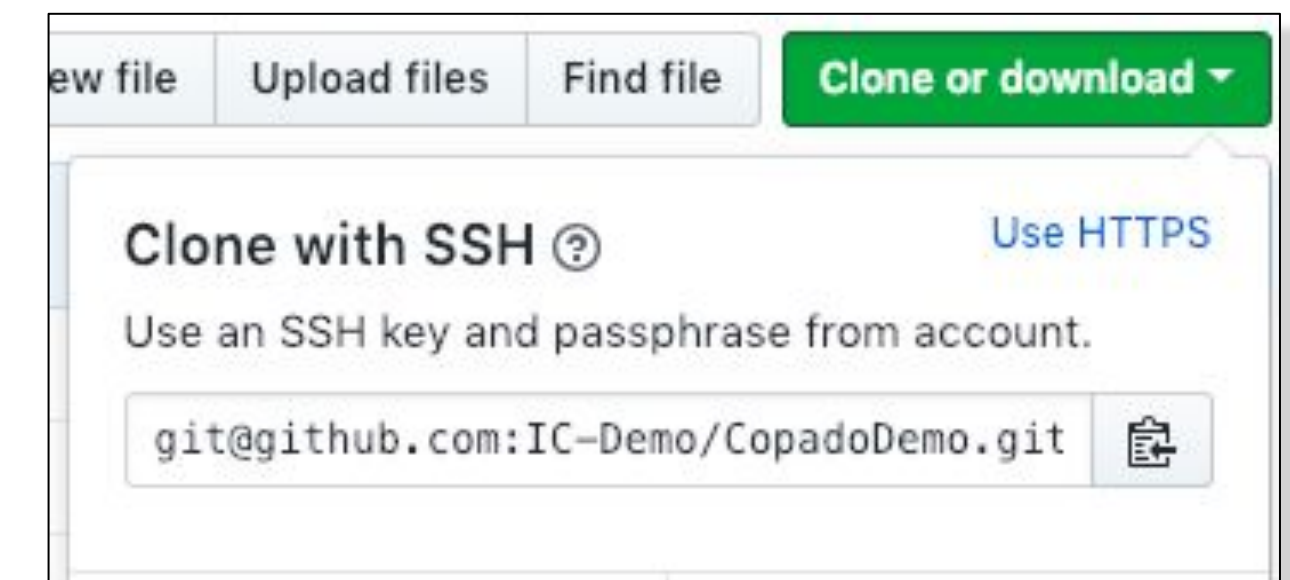 ew file Upload files Find file Clone or download
Clone with SSH
Use HTTPS
Use an SSH key and passphrase from account.
git@github.com:IC-Demo/CopadoDemo.git